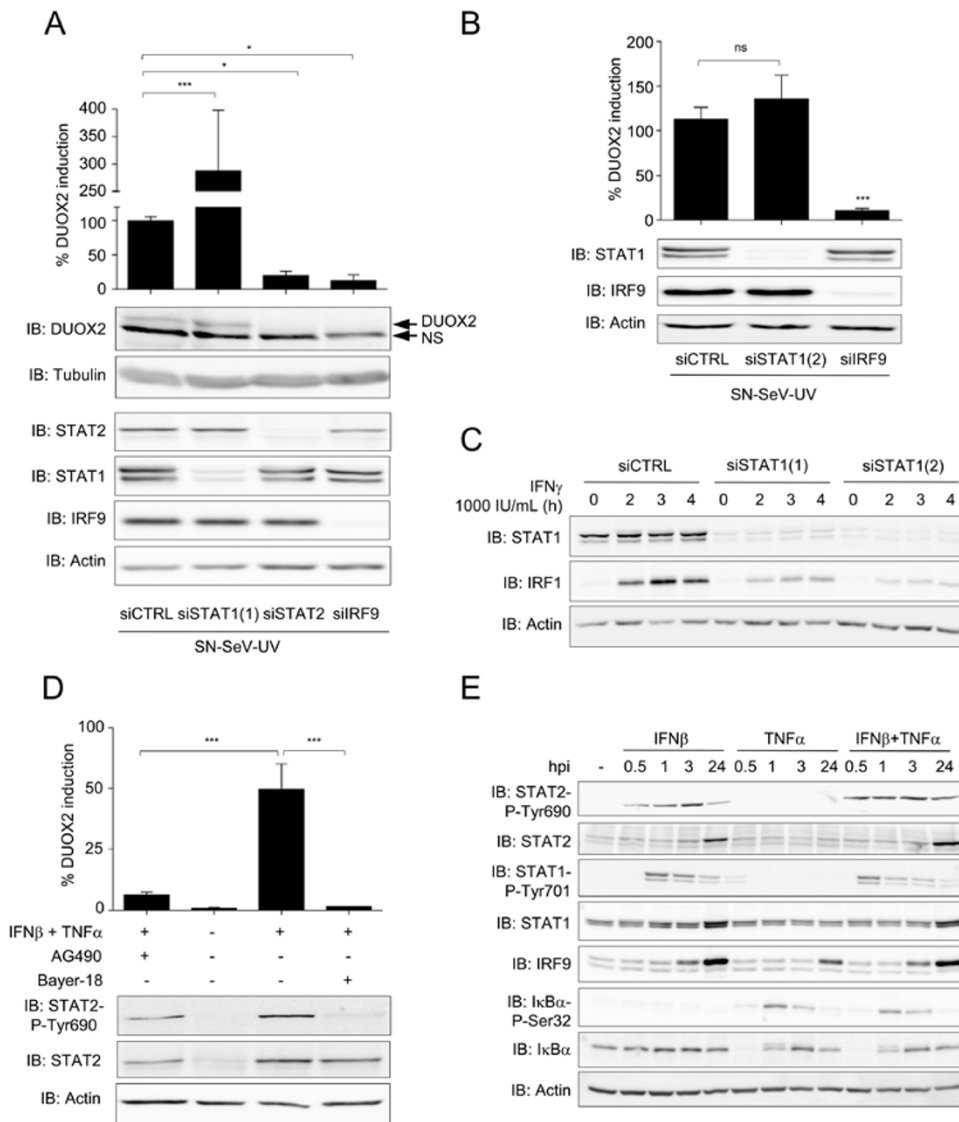 A
*
*
***
% DUOX2 induction
400
350
300
250
200
100
50
0
IB: DUOX2
DUOX2
NS
IB: Tubulin
IB: STAT2
IB: STAT1
IB: IRF9
IB: Actin
siCTRL siSTAT1(1) siSTAT2 siIRF9
SN-SeV-UV
B
ns
% DUOX2 induction
200
150
100
50
0
***
IB: STAT1
IB: IRF9
IB: Actin
siCTRL siSTAT1(2) siIRF9
SN-SeV-UV
C
siCTRL siSTAT1(1) siSTAT1(2)
IFNγ
1000 IU/mL (h) 0 2 3 4 0 2 3 4 0 2 3 4
IB: STAT1
IB: IRF1
IB: Actin
D
*** ***
% DUOX2 induction
100
75
50
25
0
IFNβ + TNFα + - + +
AG490 + - - -
Bayer-18 - - - +
IB: STAT2-
P-Tyr690
IB: STAT2
IB: Actin
E
IFNβ TNFα IFNβ+TNFα
hpi - 0.5 1 3 24 0.5 1 3 24 0.5 1 3 24
IB: STAT2-
P-Tyr690
IB: STAT2
IB: STAT1-
P-Tyr701
IB: STAT1
IB: IRF9
IB: IκBα-
P-Ser32
IB: IκBα
IB: Actin